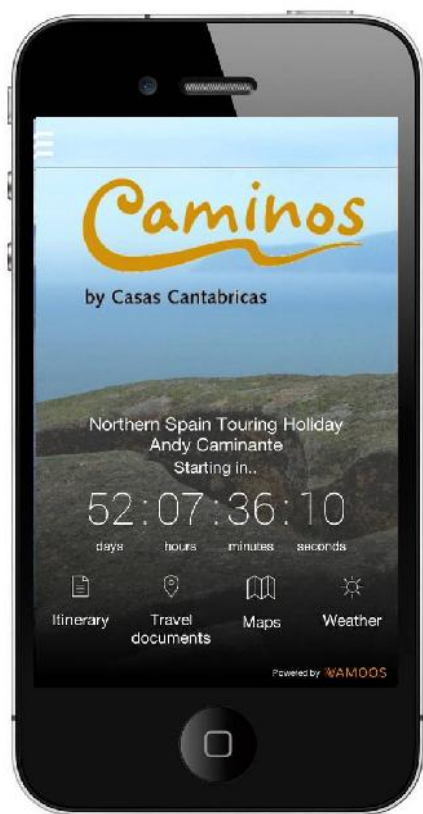 Caminos
by Casas Cantabricas
Northern Spain Touring Holiday
Andy Caminante
Starting in..
52:07:36:10
days hours minutes seconds
Itinerary Travel documents Maps Weather
Powered by VAMOOS